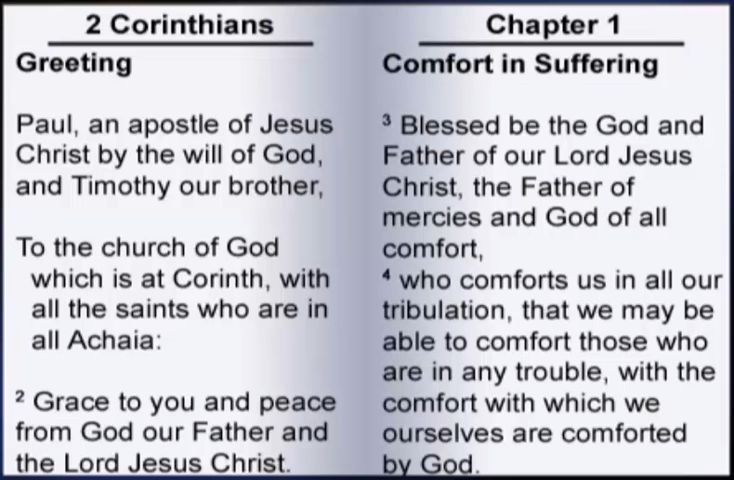 2 Corinthians
Greeting
Paul, an apostle of Jesus
Christ by the will of God,
and Timothy our brother,
To the church of God
which is at Corinth, with
all the saints who are in
all Achaia:
² Grace to you and peace
from God our Father and
the Lord Jesus Christ.
Chapter 1
Comfort in Suffering
³ Blessed be the God and
Father of our Lord Jesus
Christ, the Father of
mercies and God of all
comfort,
⁴ who comforts us in all our
tribulation, that we may be
able to comfort those who
are in any trouble, with the
comfort with which we
ourselves are comforted
by God.